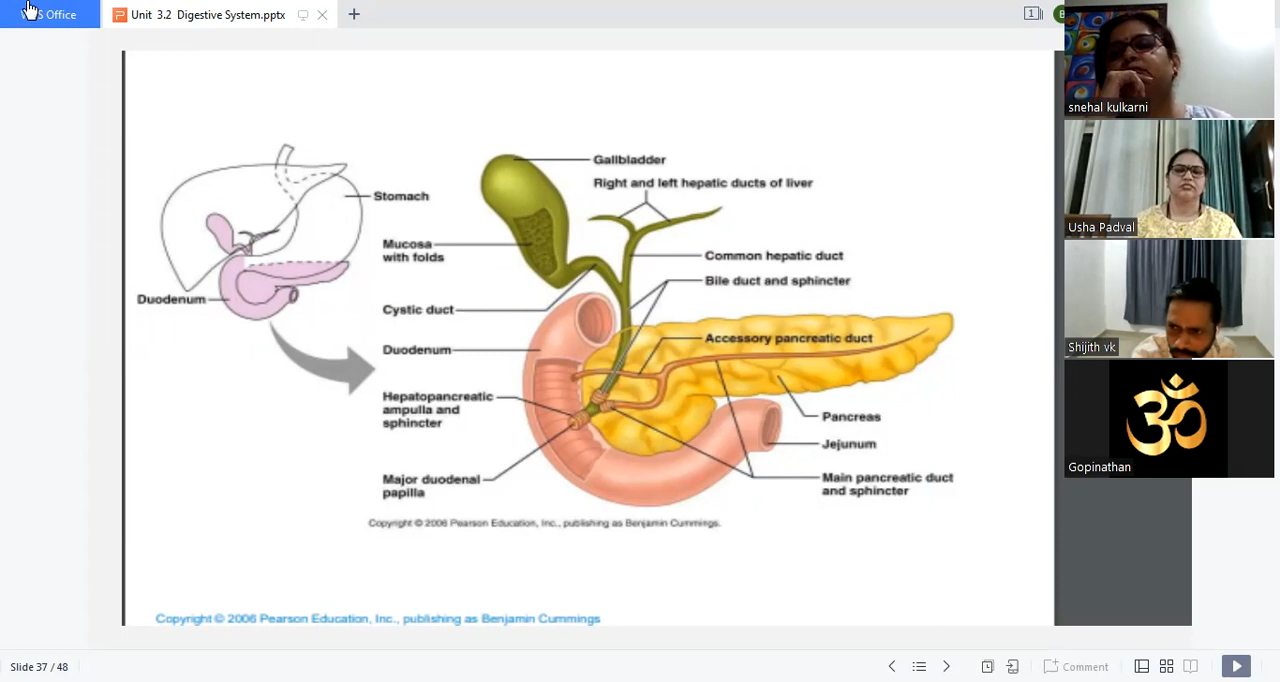 S Office
Unit 3.2 Digestive System.pptx
1
Gallbladder
Right and left hepatic ducts of liver
Stomach
Mucosa
with folds
Common hepatic duct
Bile duct and sphincter
Duodenum
Cystic duct
Accessory pancreatic duct
Duodenum
Hepatopancreatic
ampulla and
sphincter
Pancreas
Jejunum
Major duodenal
papilla
Main pancreatic duct
and sphincter
Copyright © 2006 Pearson Education, Inc., publishing as Benjamin Cummings.
Copyright © 2006 Pearson Education, Inc., publishing as Benjamin Cummings
snehal kulkarni
Usha Padval
Shijith vk
ॐ
Gopinathan
Slide 37 / 48
Comment